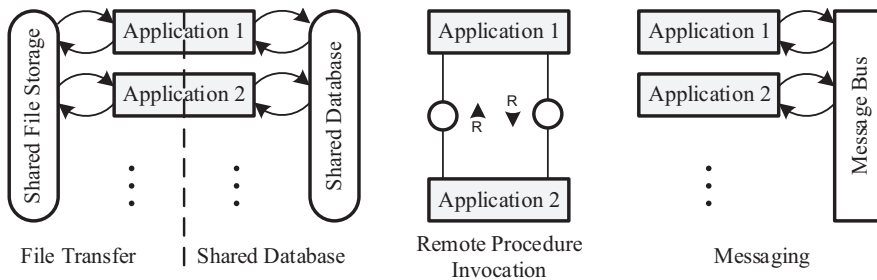 Shared File Storage
Application 1
Application 2
Shared Database
File Transfer
Shared Database
Application 1
R
R
Application 2
Remote Procedure
Invocation
Application 1
Application 2
Message Bus
Messaging